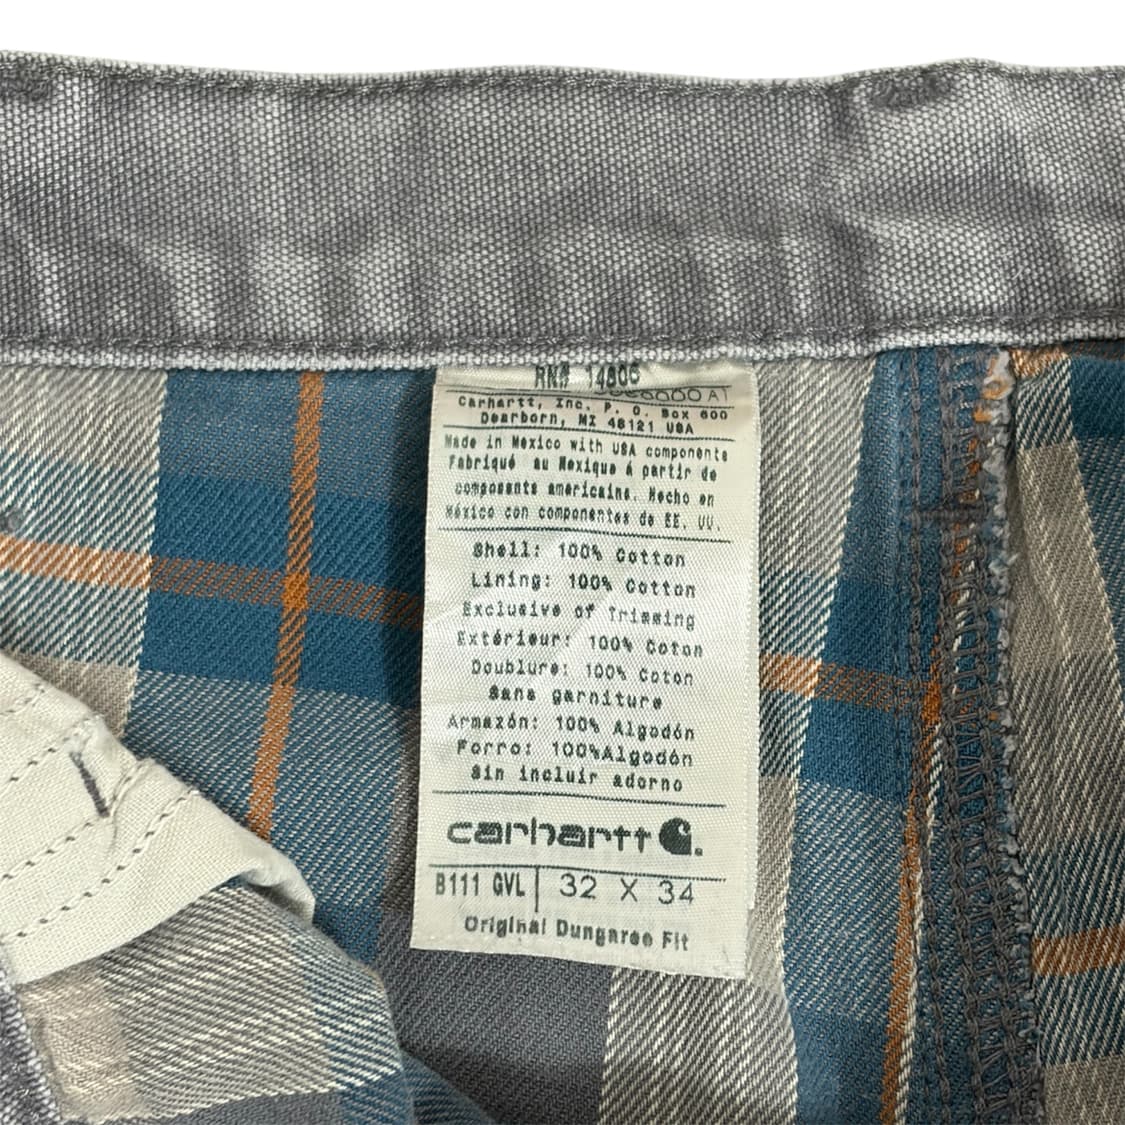 RN# 14806
Carhartt, Inc. P. O. Box 600
Dearborn, MI 48121 USA
Made in Mexico with USA components
Fabriqué au Mexique á partir de
composants americains. Hecho en
México con componentes de EE. UU.
Shell: 100% Cotton
Lining: 100% Cotton
Exclusive of Trimming
Extérieur: 100% Coton
Doublure: 100% Coton
Sans garniture
Armazón: 100% Algodón
Forro: 100%Algodón
Sin incluir adorno
carhartt
B111 GVL 32 X 34
Original Dungaree Fit